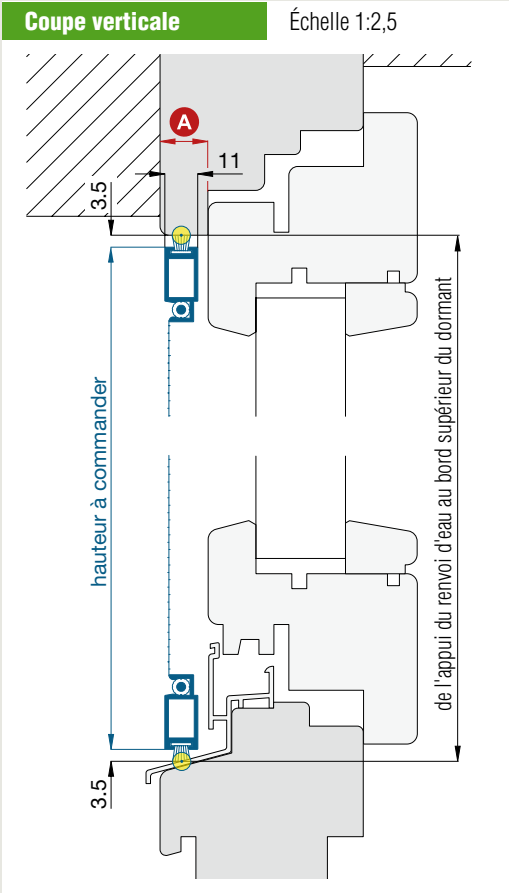 Coupe verticale
Échelle 1:2,5
A
11
3.5
hauteur à commander
de l'appui du renvoi d'eau au bord supérieur du dormant
3.5